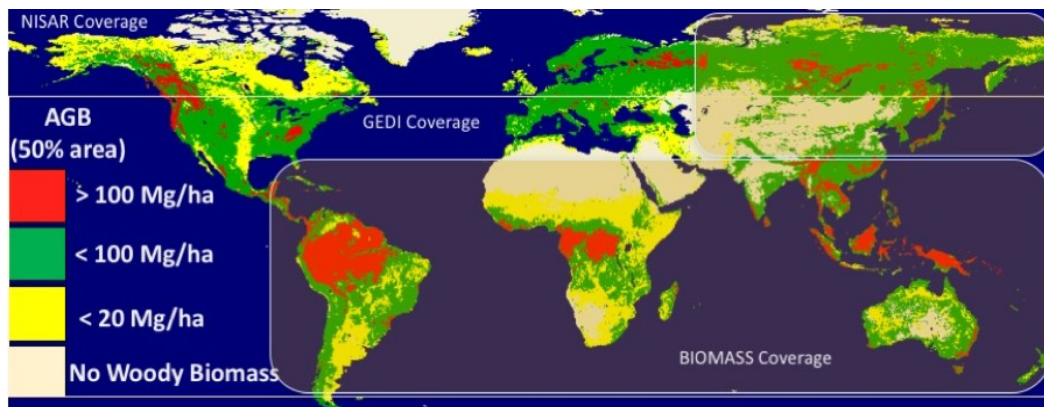 NISAR Coverage
GEDI Coverage
AGB
(50% area)
> 100 Mg/ha
< 100 Mg/ha
< 20 Mg/ha
No Woody Biomass
BIOMASS Coverage